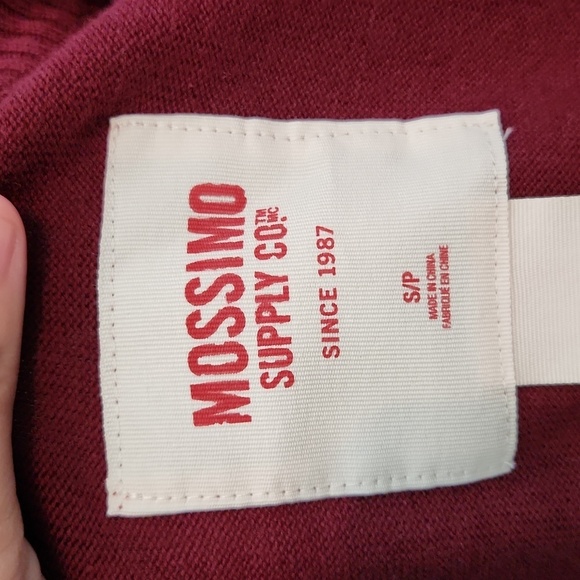 MOSSIMO
SUPPLY CO.™ MC
SINCE 1987
S/P
MADE IN CHINA
FABRIQUÉ EN CHINE